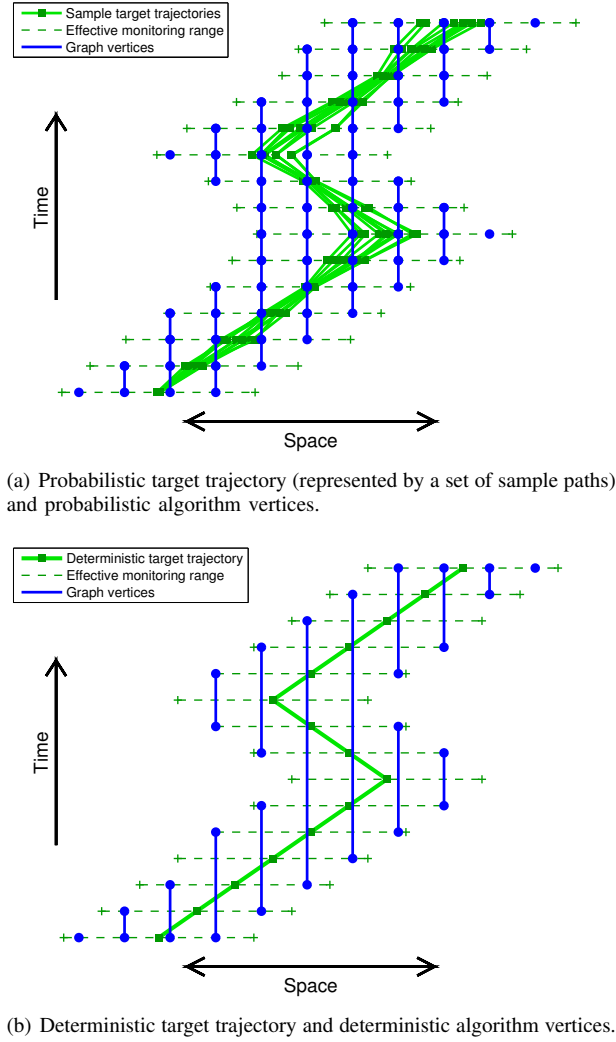 Sample target trajectories
Effective monitoring range
Graph vertices
Time
Space
(a) Probabilistic target trajectory (represented by a set of sample paths)
and probabilistic algorithm vertices.
Deterministic target trajectory
Effective monitoring range
Graph vertices
Time
Space
(b) Deterministic target trajectory and deterministic algorithm vertices.